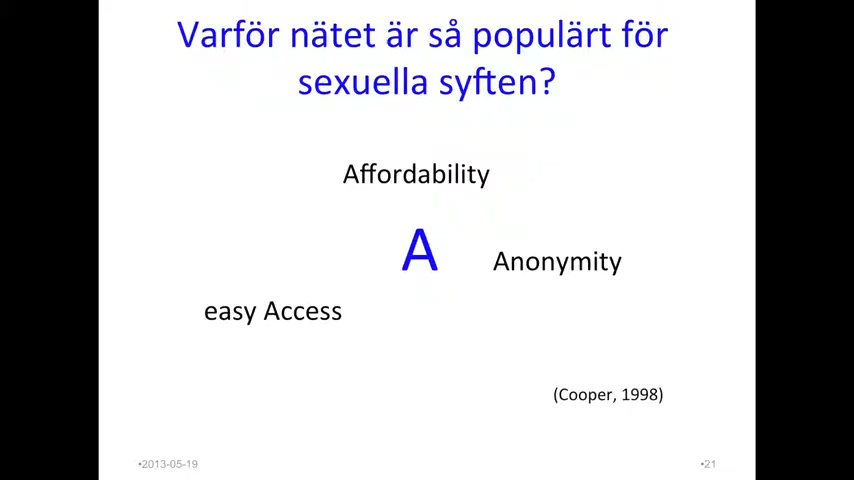 Varför nätet är så populärt för
sexuella syften?
Affordability
A
Anonymity
easy Access
(Cooper, 1998)
•2013-05-19
•21